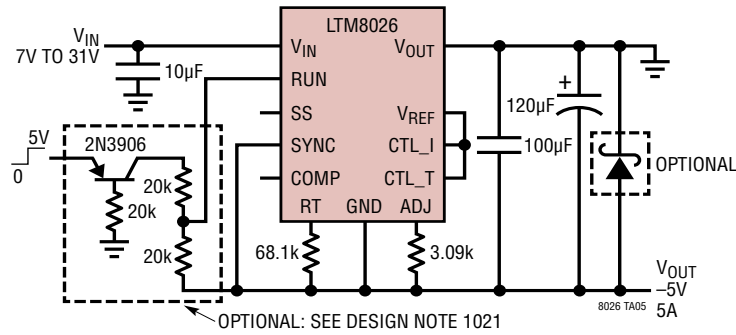 LTM8026
VIN
7V TO 31V
VIN
VOUT
10µF
RUN
SS
VREF
120µF
+
5V
0
2N3906
SYNC
CTL_I
100µF
20k
COMP
CTL_T
OPTIONAL
20k
RT
GND
ADJ
20k
68.1k
3.09k
VOUT
–5V
5A
8026 TA05
OPTIONAL: SEE DESIGN NOTE 1021